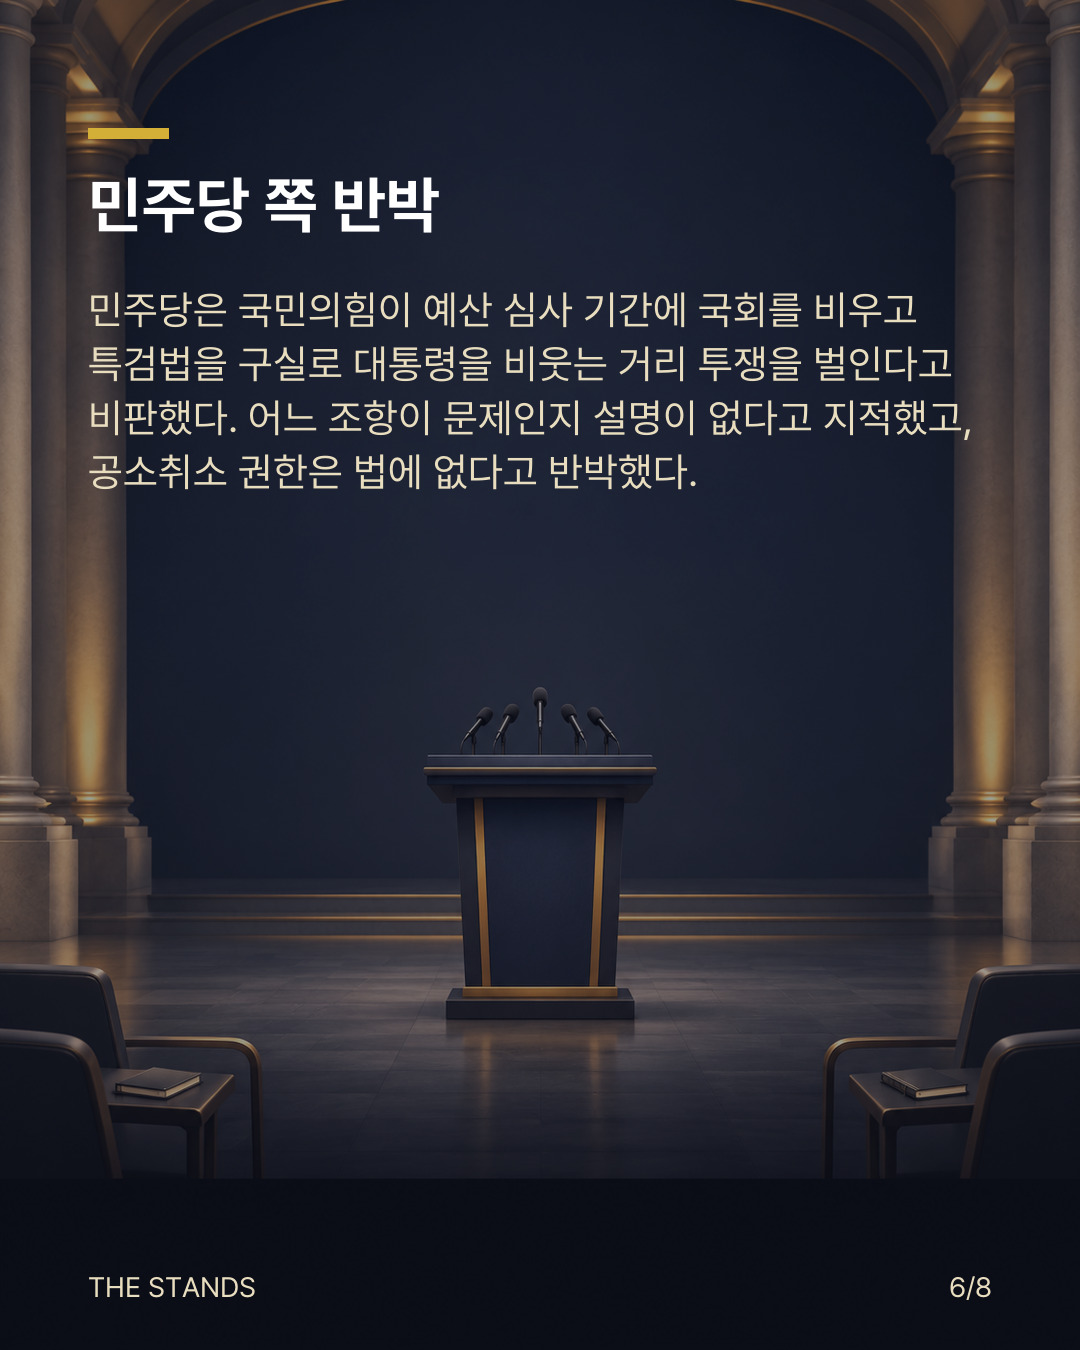 민주당 쪽 반박
민주당은 국민의힘이 예산 심사 기간에 국회를 비우고
특검법을 구실로 대통령을 비웃는 거리 투쟁을 벌인다고
비판했다. 어느 조항이 문제인지 설명이 없다고 지적했고,
공소취소 권한은 법에 없다고 반박했다.
THE STANDS
6/8